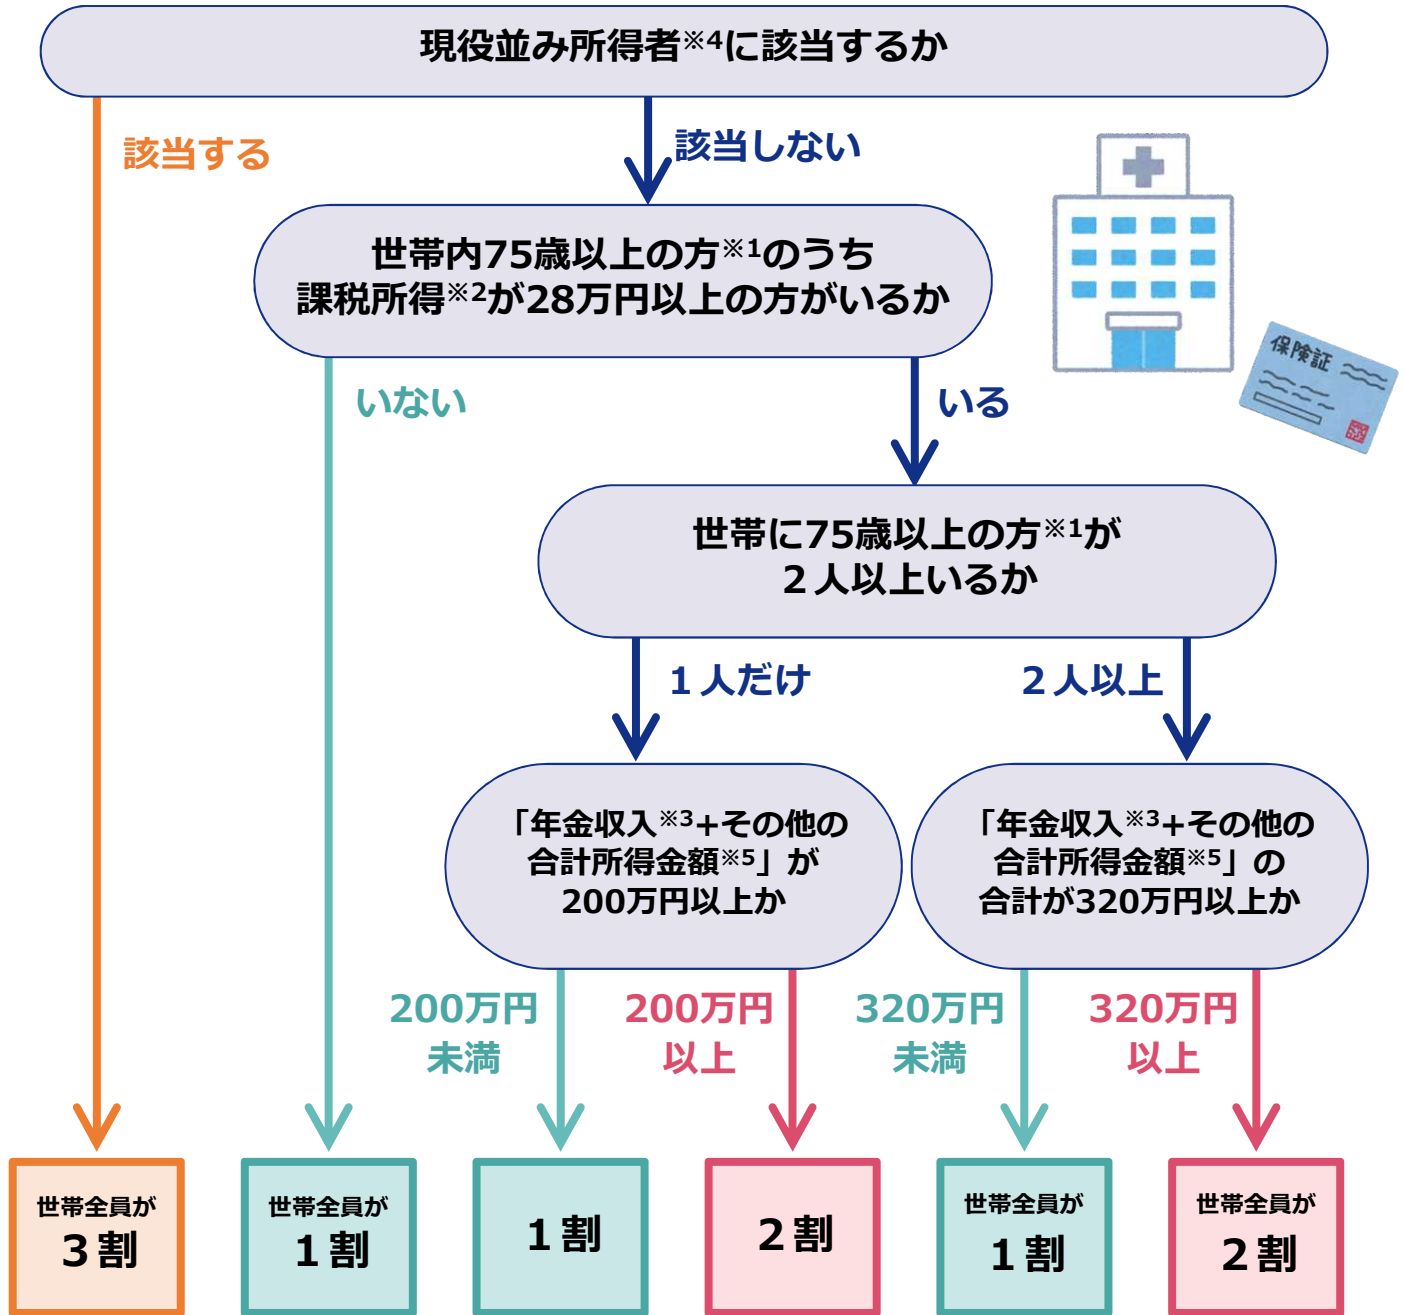 現役並み所得者※4に該当するか
該当する
該当しない
世帯内75歳以上の方※1のうち
課税所得※2が28万円以上の方がいるか
保険証
いない
いる
世帯に75歳以上の方※1が
２人以上いるか
１人だけ
２人以上
「年金収入※3+その他の
合計所得金額※5」が
200万円以上か
「年金収入※3+その他の
合計所得金額※5」の
合計が320万円以上か
200万円
未満
200万円
以上
320万円
未満
320万円
以上
世帯全員が
３割
世帯全員が
１割
１割
２割
世帯全員が
１割
世帯全員が
２割